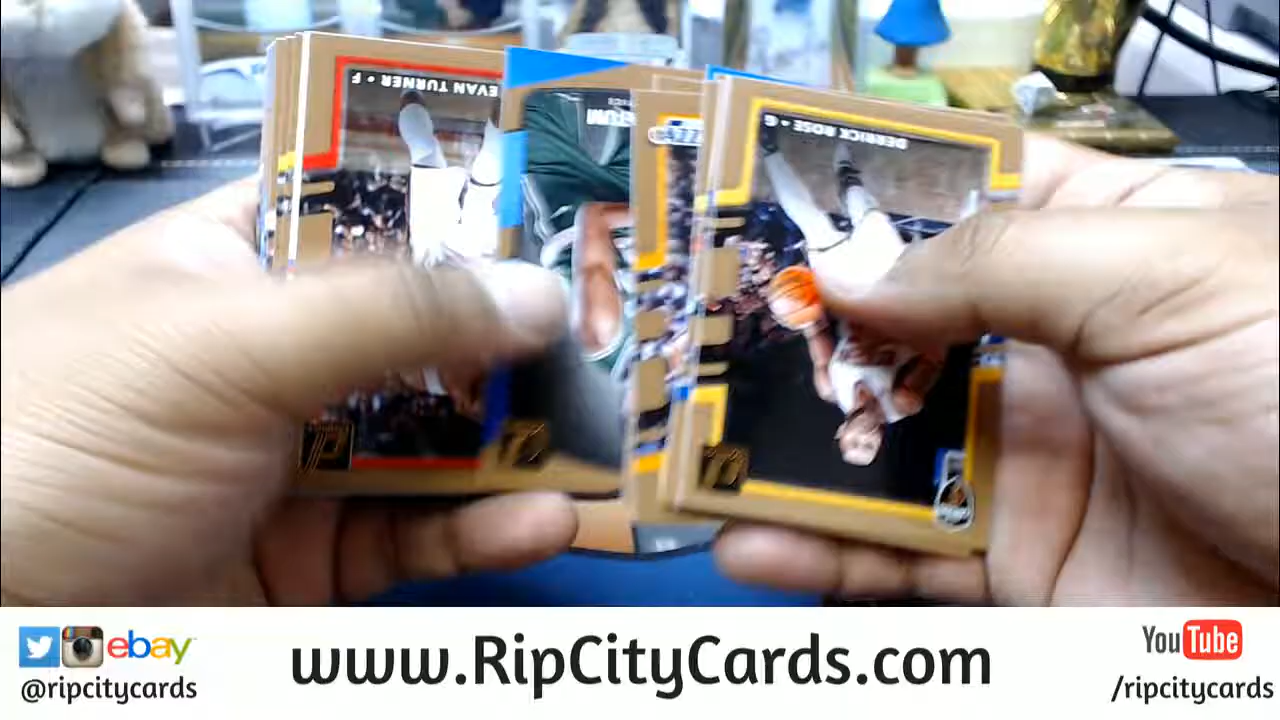 EVAN TURNER • F
DERRICK ROSE • G
ebay
@ripcitycards
www.RipCityCards.com
YouTube
/ripcitycards